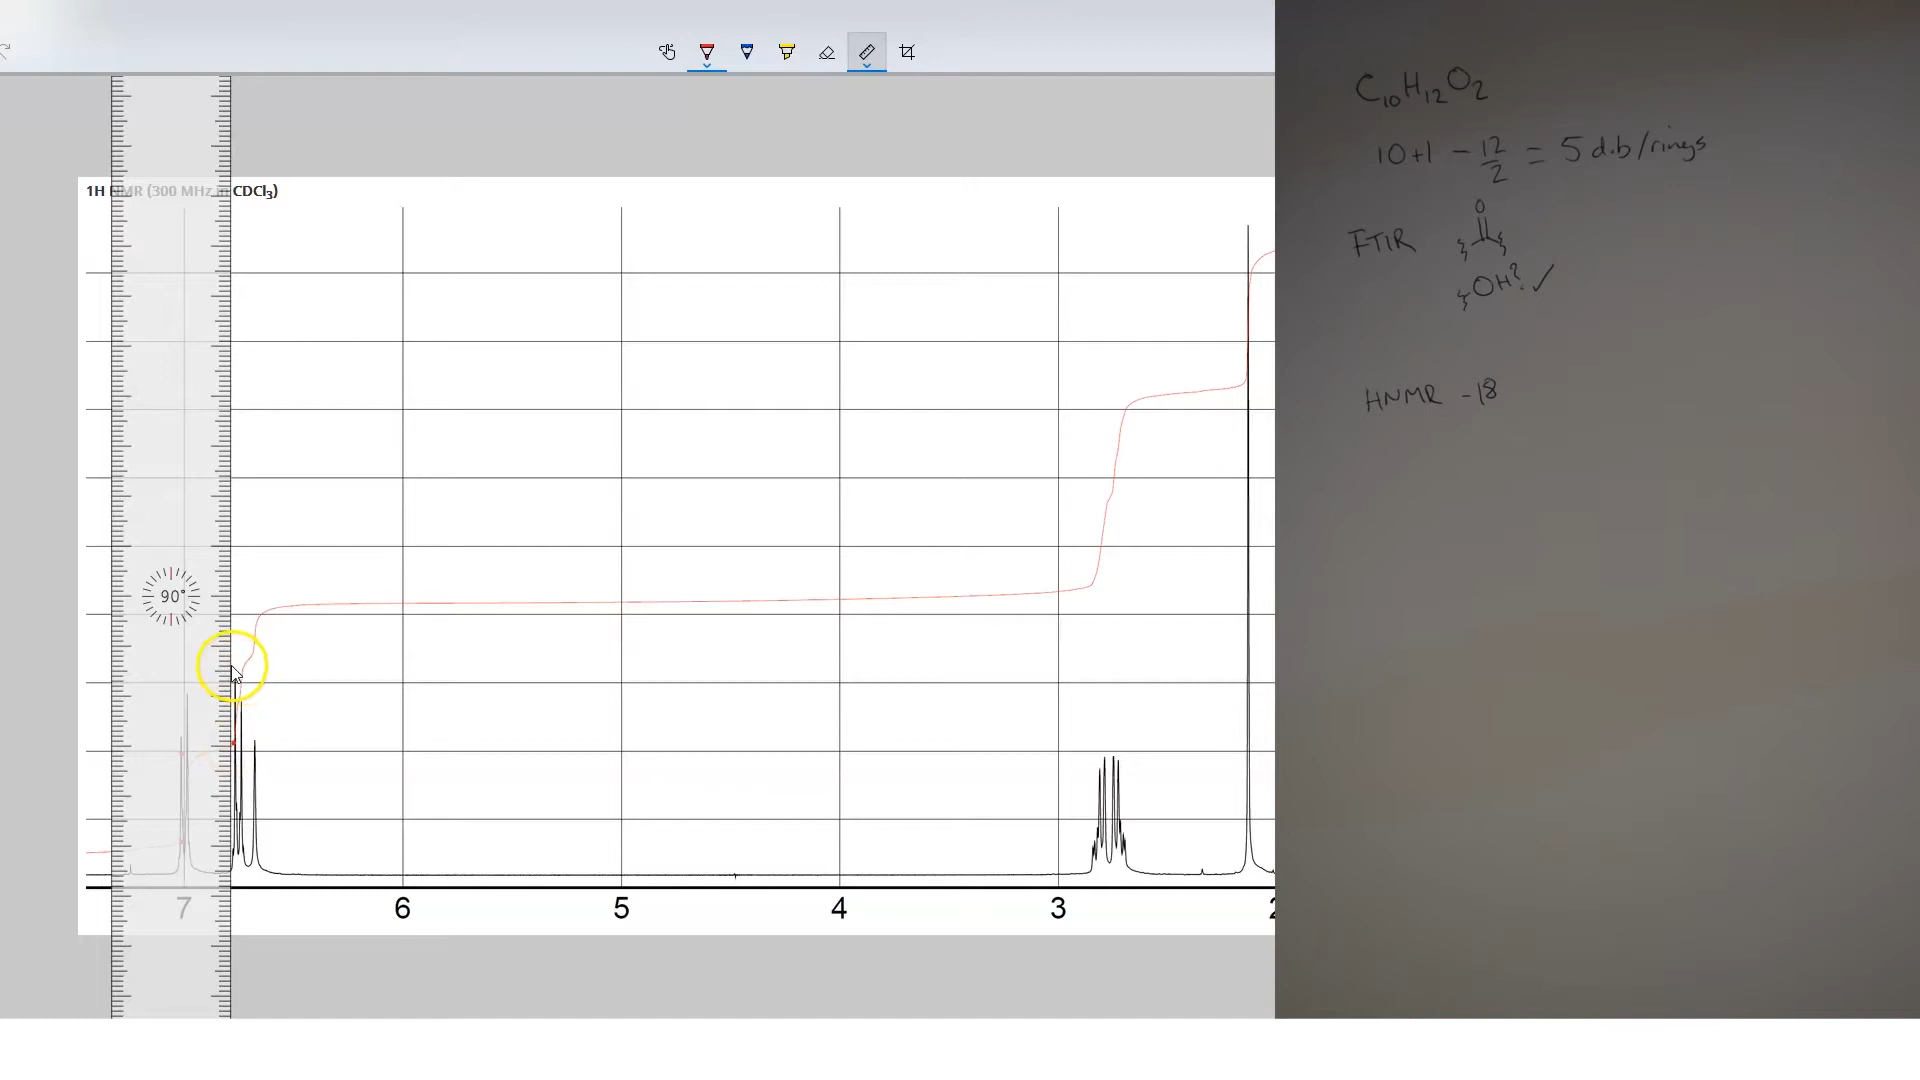 1H NMR (300 MHz in CDCl3)
90°
7 6 5 4 3 2
C10H12O2
10+1 - 12/2 = 5 d.b/rings
FTIR
O
OH? ✓
HNMR - 18